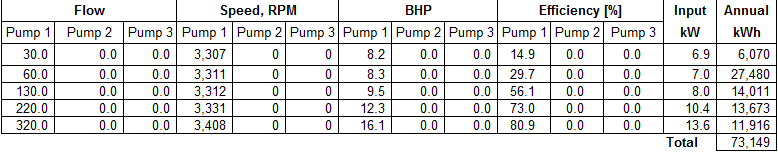 Flow Speed, RPM BHP Efficiency [%] Input Annual
Pump 1 Pump 2 Pump 3 Pump 1 Pump 2 Pump 3 Pump 1 Pump 2 Pump 3 Pump 1 Pump 2 Pump 3 kW kWh
30.0 0.0 0.0 3,307 0 0 8.2 0.0 0.0 14.9 0.0 0.0 6.9 6,070
60.0 0.0 0.0 3,311 0 0 8.3 0.0 0.0 29.7 0.0 0.0 7.0 27,480
130.0 0.0 0.0 3,312 0 0 9.5 0.0 0.0 56.1 0.0 0.0 8.0 14,011
220.0 0.0 0.0 3,331 0 0 12.3 0.0 0.0 73.0 0.0 0.0 10.4 13,673
320.0 0.0 0.0 3,408 0 0 16.1 0.0 0.0 80.9 0.0 0.0 13.6 11,916
Total 73,149